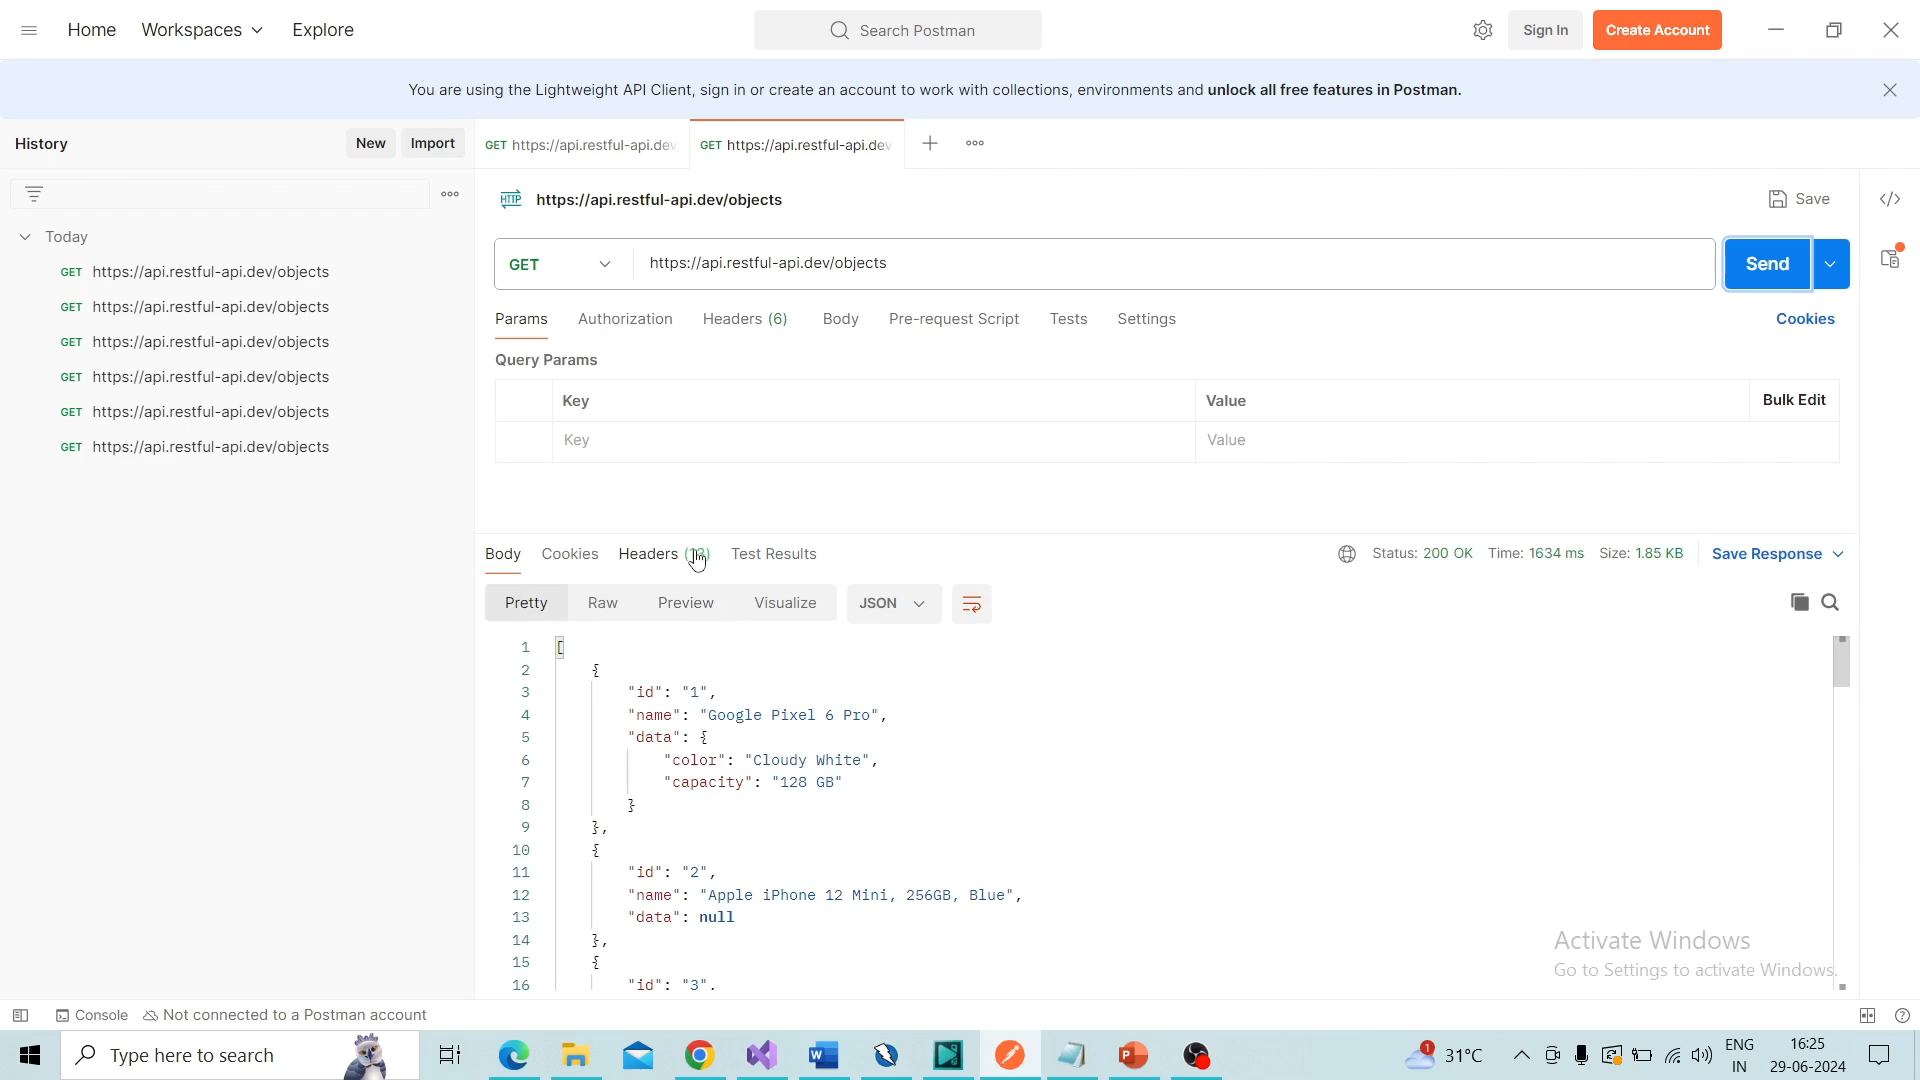 Home Workspaces Explore
Search Postman
Sign In
Create Account
You are using the Lightweight API Client, sign in or create an account to work with collections, environments and unlock all free features in Postman.
History
New
Import
GET https://api.restful-api.dev
GET https://api.restful-api.dev
HTTP https://api.restful-api.dev/objects
Save
Today
GET https://api.restful-api.dev/objects
GET https://api.restful-api.dev/objects
GET https://api.restful-api.dev/objects
GET https://api.restful-api.dev/objects
GET https://api.restful-api.dev/objects
GET https://api.restful-api.dev/objects
GET https://api.restful-api.dev/objects
Send
Params Authorization Headers (6) Body Pre-request Script Tests Settings
Cookies
Query Params
Key Value Bulk Edit
Key Value
Body Cookies Headers Test Results
Status: 200 OK Time: 1634 ms Size: 1.85 KB Save Response
Pretty Raw Preview Visualize JSON
1 [
2 {
3 "id": "1",
4 "name": "Google Pixel 6 Pro",
5 "data": {
6 "color": "Cloudy White",
7 "capacity": "128 GB"
8 }
9 },
10 {
11 "id": "2",
12 "name": "Apple iPhone 12 Mini, 256GB, Blue",
13 "data": null
14 },
15 {
16 "id": "3",
Activate Windows
Go to Settings to activate Windows.
Console Not connected to a Postman account
Type here to search
1
31°C
ENG
IN
16:25
29-06-2024